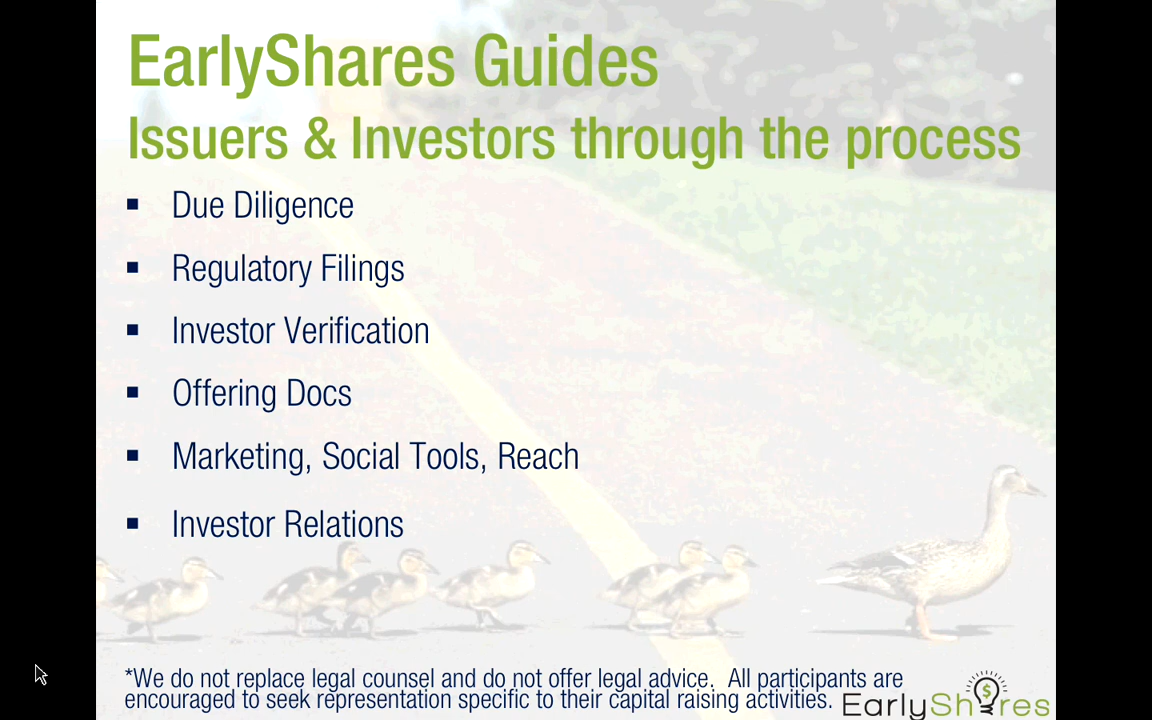 EarlyShares Guides
Issuers & Investors through the process
▪ Due Diligence
▪ Regulatory Filings
▪ Investor Verification
▪ Offering Docs
▪ Marketing, Social Tools, Reach
▪ Investor Relations
*We do not replace legal counsel and do not offer legal advice.  All participants are
encouraged to seek representation specific to their capital raising activities.
EarlyShares